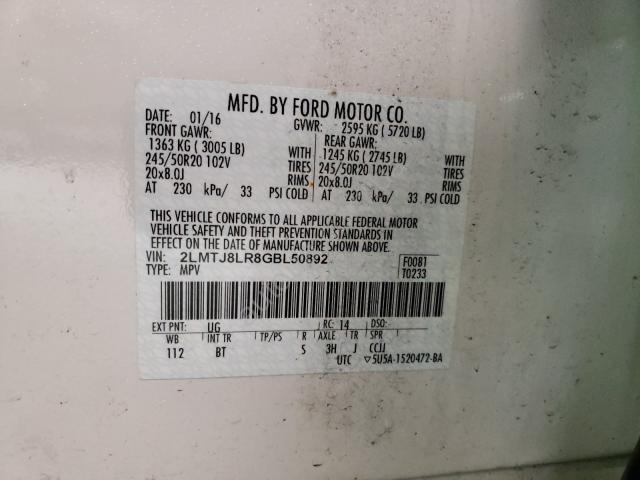 MFD. BY FORD MOTOR CO.
DATE: 01/16 GVWR: 2595 KG ( 5720 LB)
FRONT GAWR: REAR GAWR:
1363 KG ( 3005 LB) WITH 1245 KG ( 2745 LB) WITH
245/50R20 102V TIRES 245/50R20 102V TIRES
20x8.0J RIMS 20x8.0J RIMS
AT 230 kPa/ 33 PSI COLD AT 230 kPa/ 33 PSI COLD
THIS VEHICLE CONFORMS TO ALL APPLICABLE FEDERAL MOTOR
VEHICLE SAFETY AND THEFT PREVENTION STANDARDS IN
EFFECT ON THE DATE OF MANUFACTURE SHOWN ABOVE.
VIN: 2LMTJ8LR8GBL50892 F0081
TYPE: MPV T0233
EXT PNT: UG RC: 14 DSO:
WB INT TR TP/PS R AXLE TR SPR
112 BT S 3H J CCJJ
UTC ▽5U5A-1520472-BA